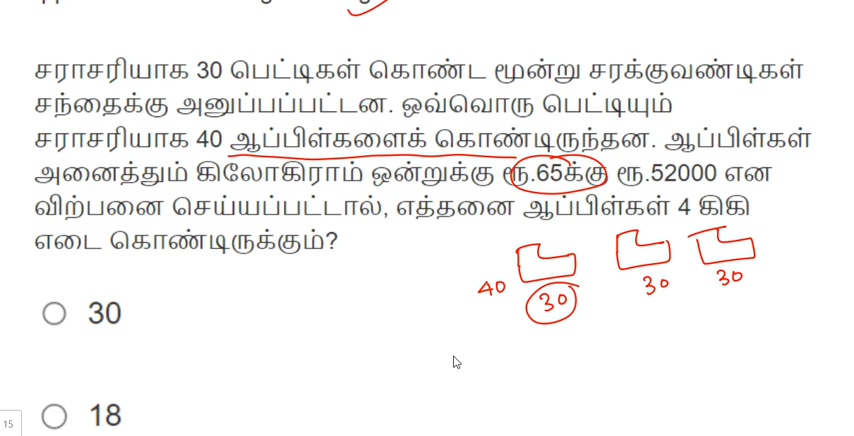 சராசரியாக 30 பெட்டிகள் கொண்ட மூன்று சரக்குவண்டிகள்
சந்தைக்கு அனுப்பப்பட்டன. ஒவ்வொரு பெட்டியும்
சராசரியாக 40 ஆப்பிள்களைக் கொண்டிருந்தன. ஆப்பிள்கள்
அனைத்தும் கிலோகிராம் ஒன்றுக்கு ரூ.65க்கு ரூ.52000 என
விற்பனை செய்யப்பட்டால், எத்தனை ஆப்பிள்கள் 4 கிகி
எடை கொண்டிருக்கும்?
40 30 30 30
30
18
15